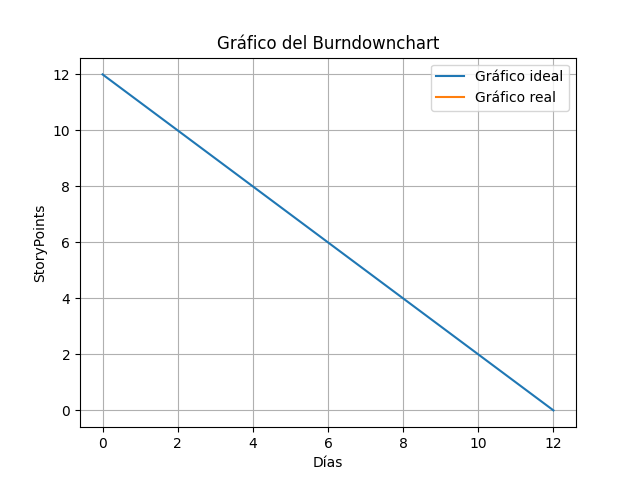 Gráfico del Burndownchart
Gráfico ideal
Gráfico real
StoryPoints
12
10
8
6
4
2
0
0 2 4 6 8 10 12
Días